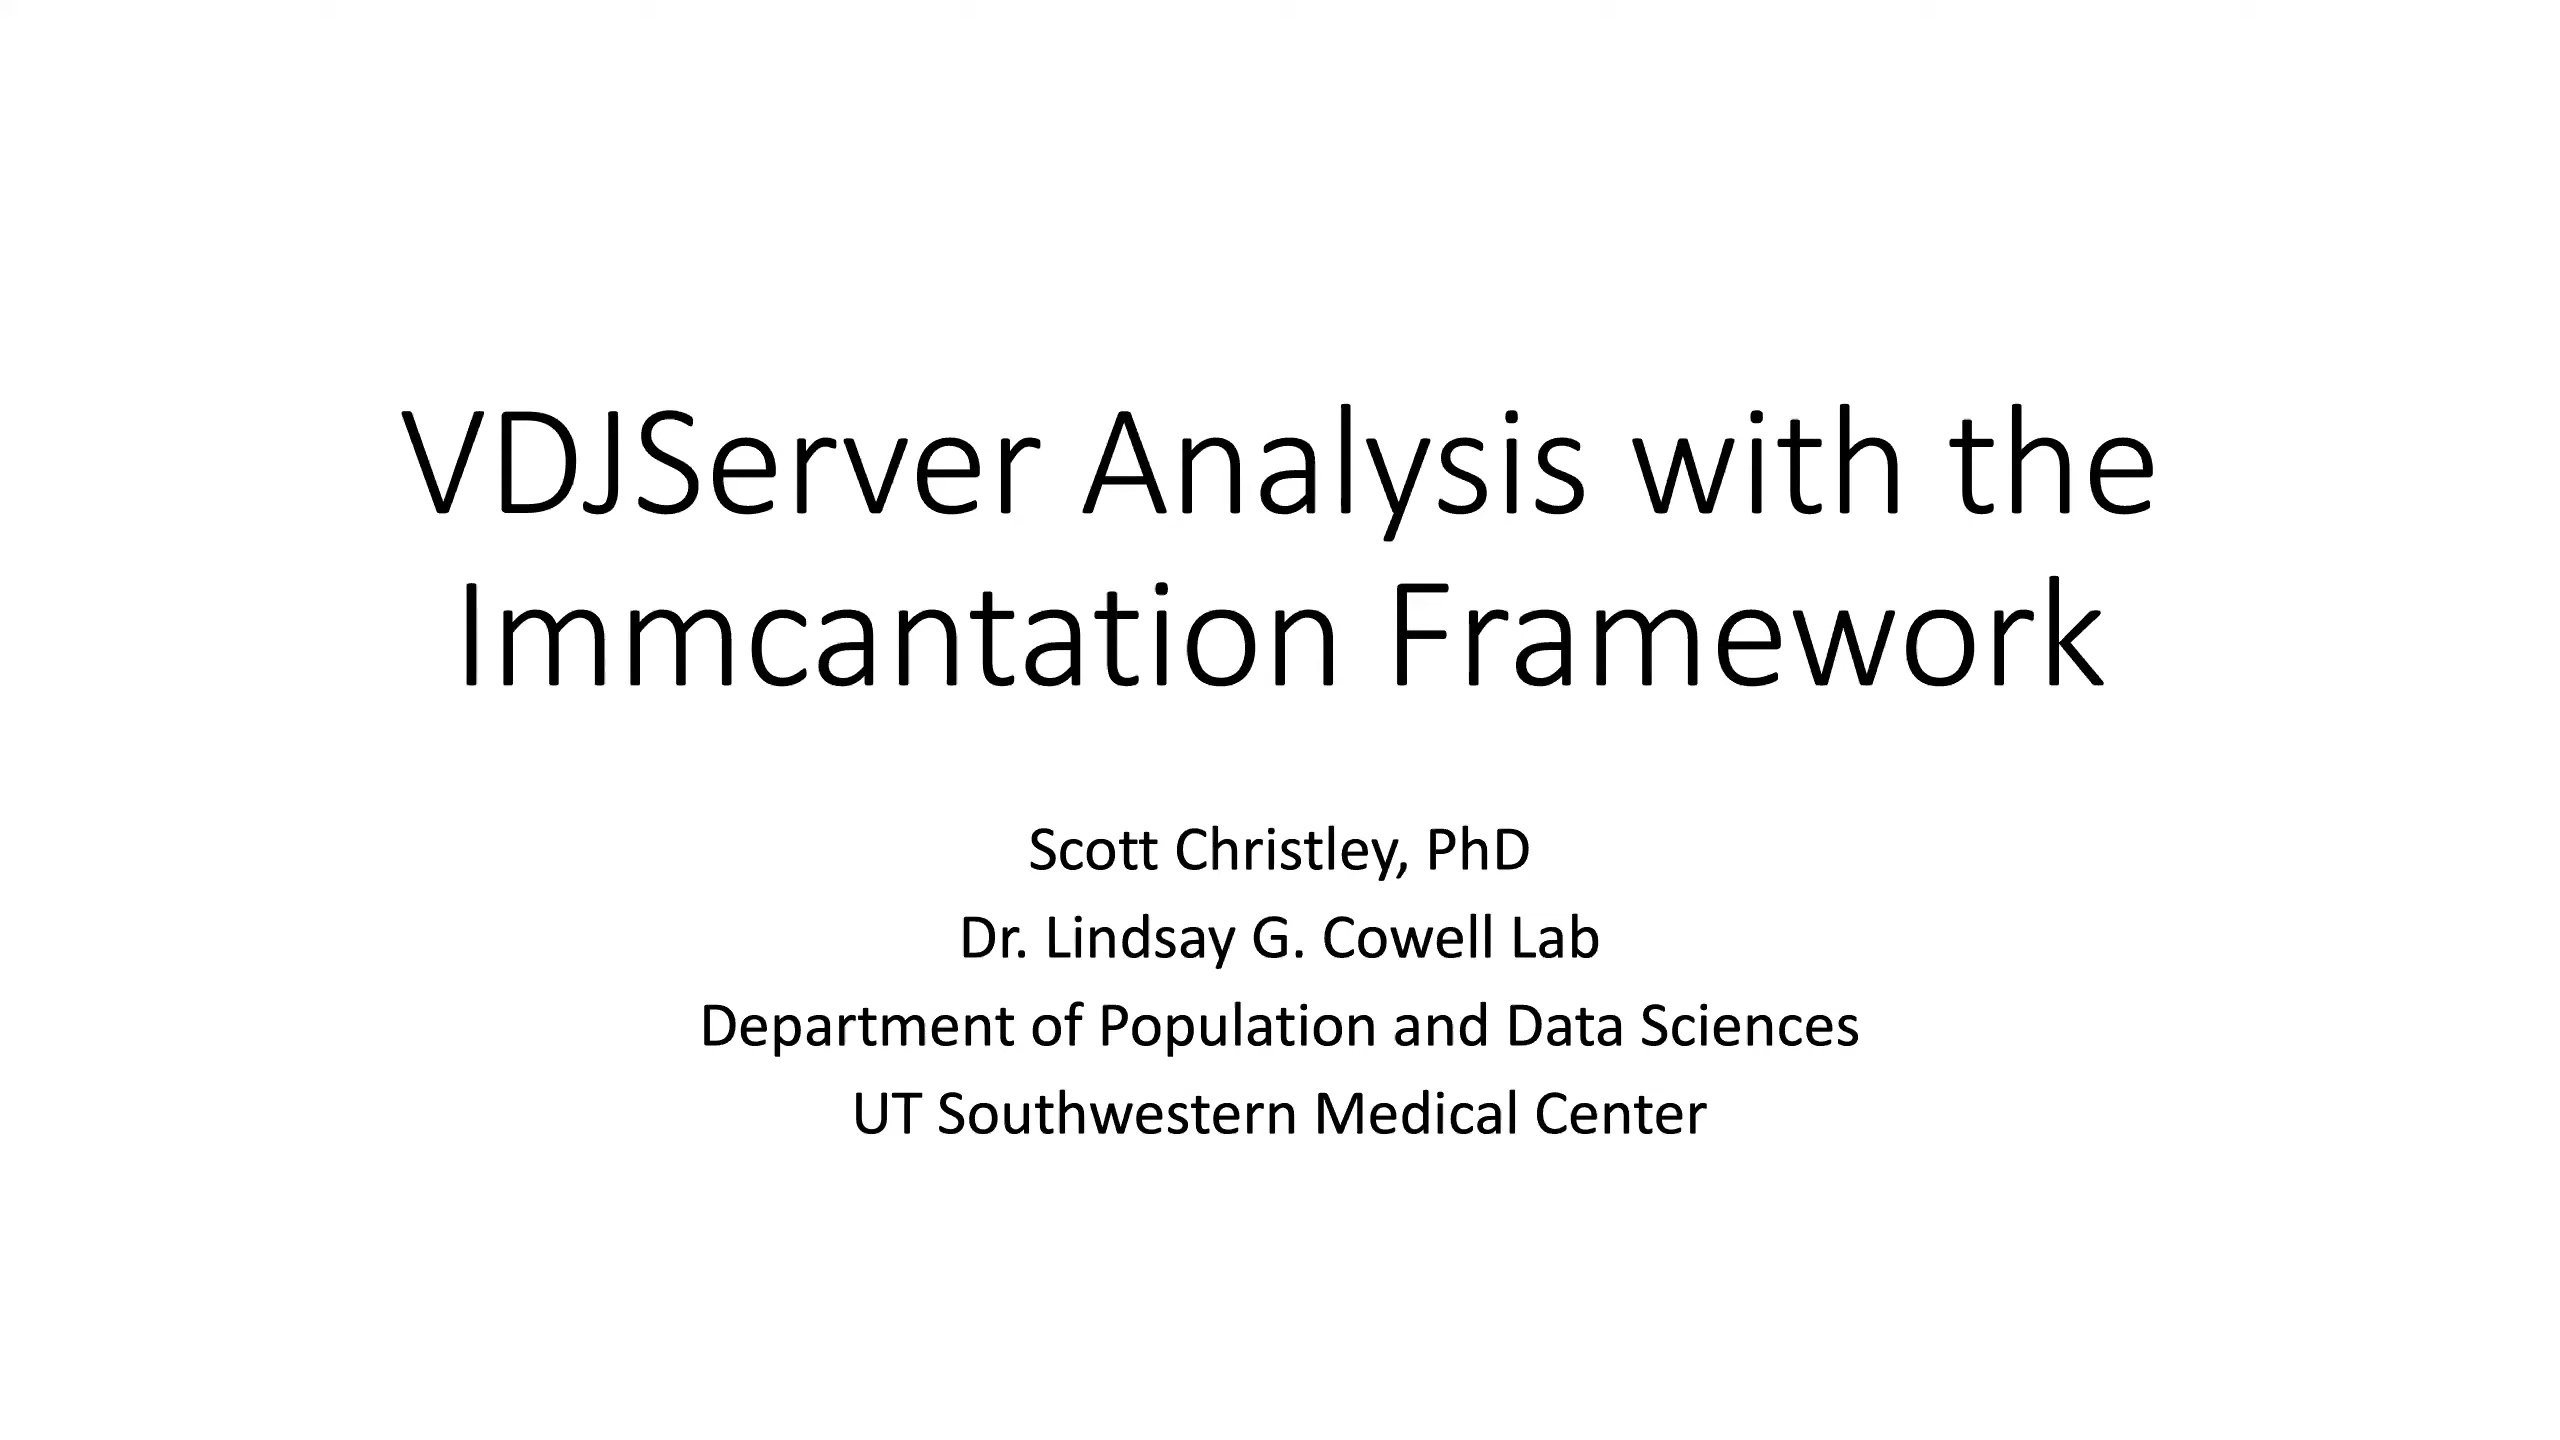 VDJServer Analysis with the
Immcantation Framework
Scott Christley, PhD
Dr. Lindsay G. Cowell Lab
Department of Population and Data Sciences
UT Southwestern Medical Center